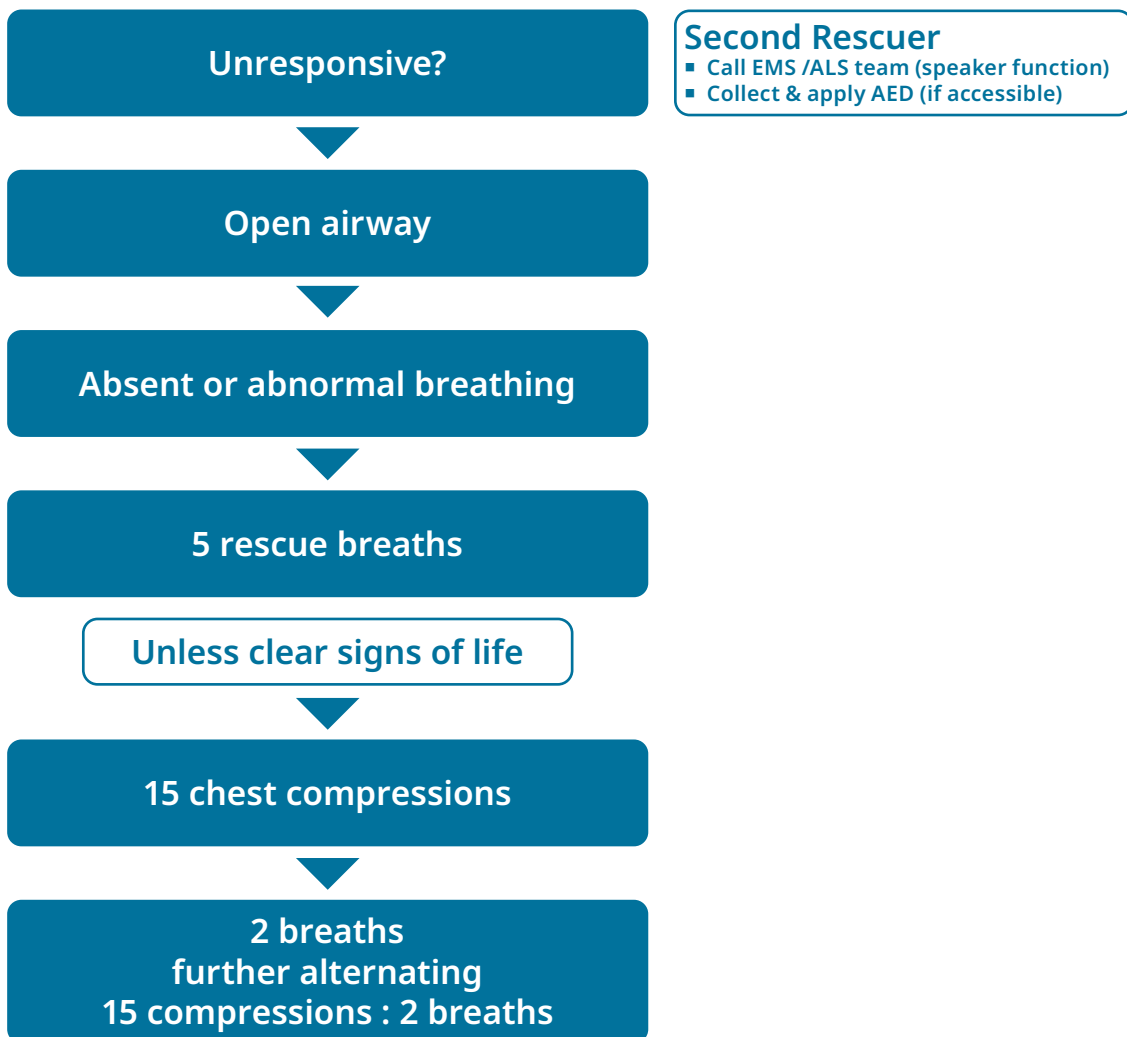 Unresponsive?
Second Rescuer
▪ Call EMS /ALS team (speaker function)
▪ Collect & apply AED (if accessible)
Open airway
Absent or abnormal breathing
5 rescue breaths
Unless clear signs of life
15 chest compressions
2 breaths
further alternating
15 compressions : 2 breaths